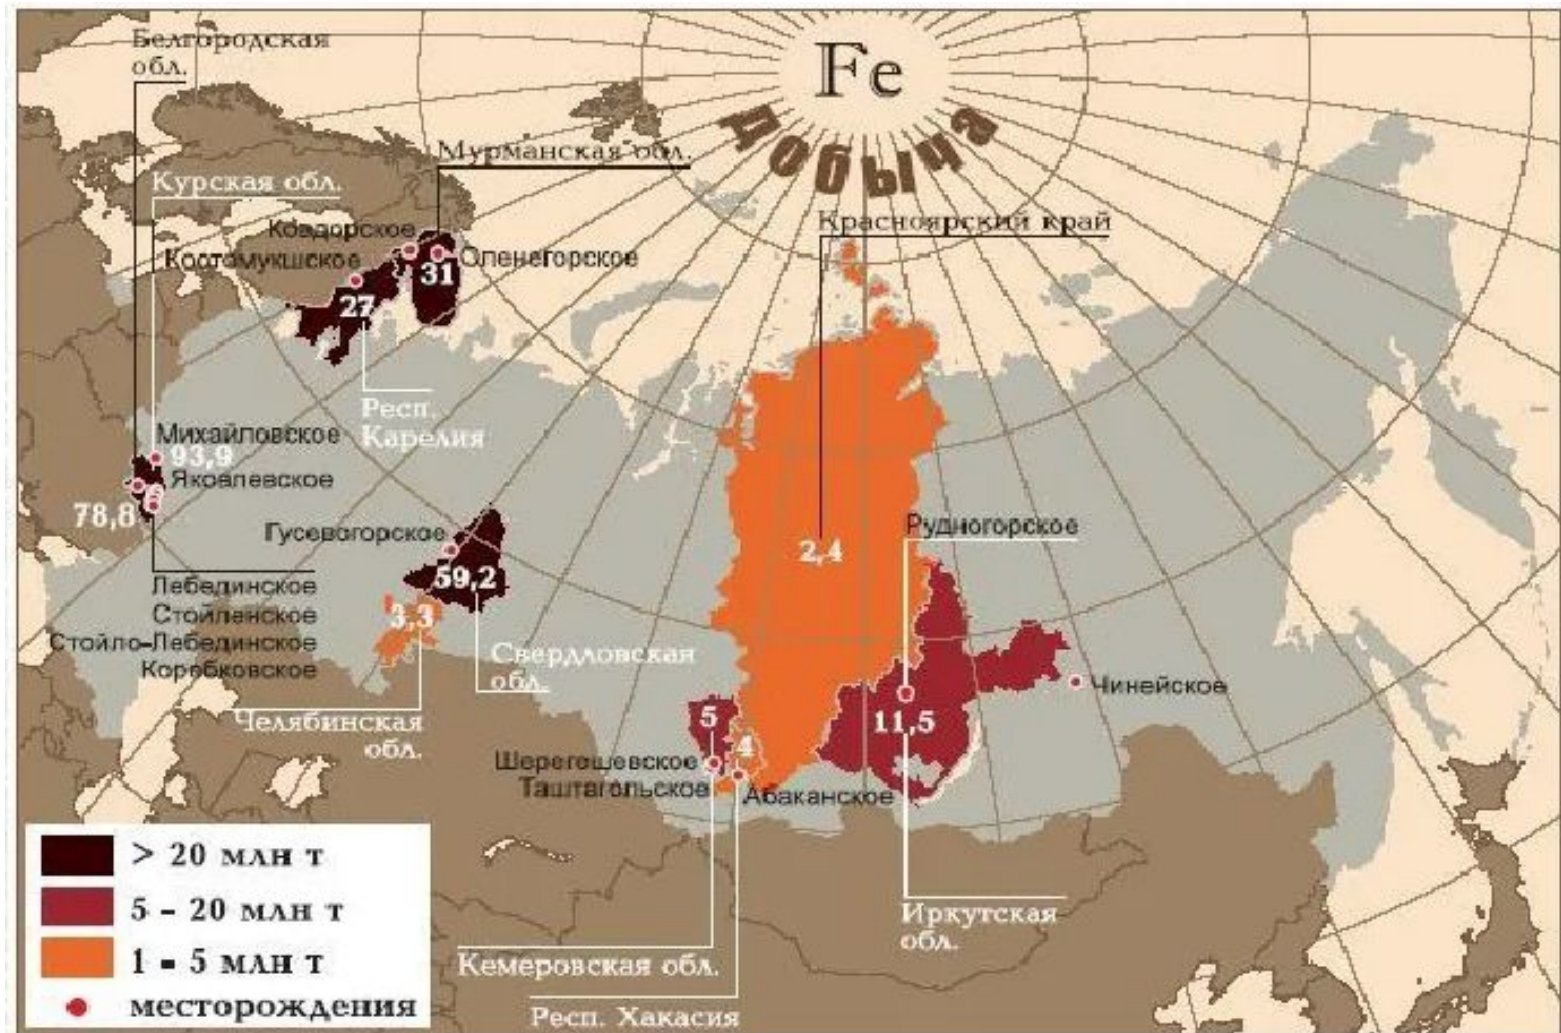 Fe
добыча
Белгородская
обл.
Мурманская обл.
Курская обл.
Ковдорское
Костомукшское
Оленегорское
31
27
Красноярский край
Респ.
Карелия
Михайловское
93,9
Яковлевское
78,8
Гусевогорское
59,2
Рудногорское
2,4
Лебединское
Стойленское
Стойло-Лебединское
Коробковское
3,3
Свердловская
обл.
Челябинская
обл.
Чинейское
5
11,5
4
Шерегешевское
Таштагольское
Абаканское
> 20 млн т
5 - 20 млн т
1 - 5 млн т
месторождения
Иркутская
обл.
Кемеровская обл.
Респ. Хакасия